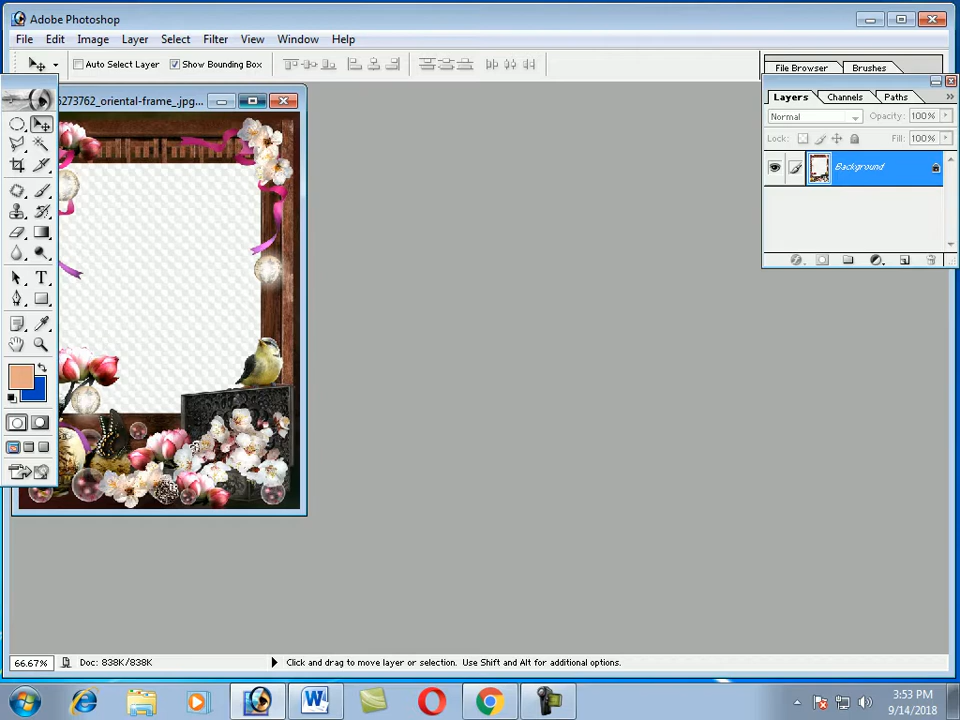 Adobe Photoshop
File Edit Image Layer Select Filter View Window Help
Auto Select Layer Show Bounding Box
File Browser Brushes
6273762_oriental-frame_.jpg...
Layers Channels Paths »
Normal Opacity: 100%
Lock: Fill: 100%
Background
T
66.67% Doc: 838K/838K Click and drag to move layer or selection. Use Shift and Alt for additional options.
W
3:53 PM
9/14/2018